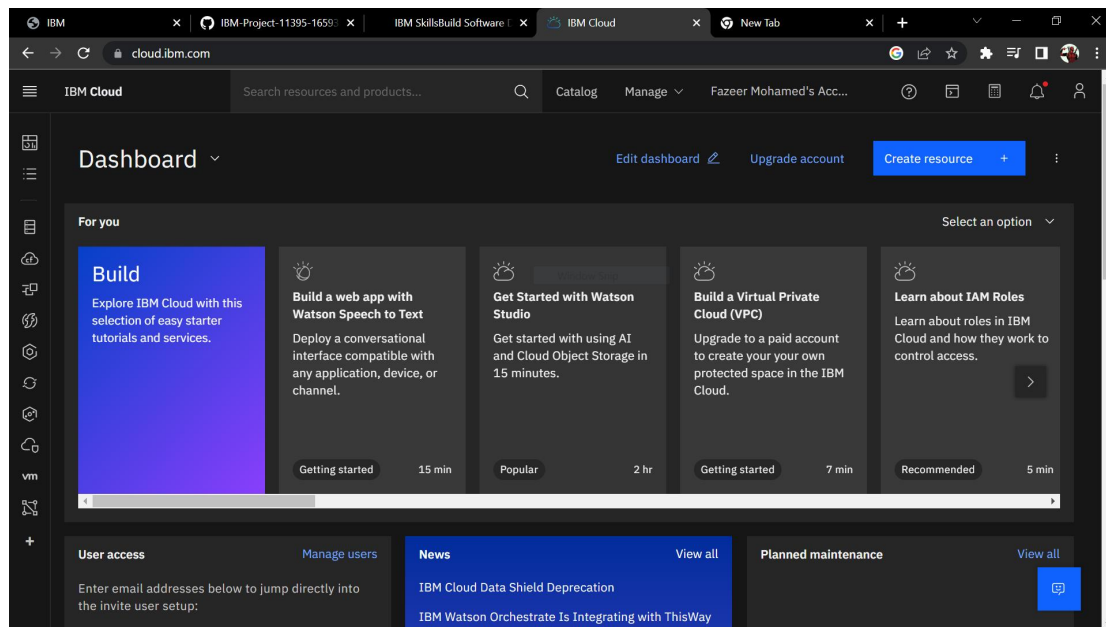 IBM
IBM-Project-11395-16593
IBM SkillsBuild Software D
IBM Cloud
New Tab
cloud.ibm.com
IBM Cloud
Search resources and products...
Catalog
Manage
Fazeer Mohamed's Acc...
Dashboard
Edit dashboard
Upgrade account
Create resource +
For you
Select an option
Build
Explore IBM Cloud with this
selection of easy starter
tutorials and services.
Build a web app with
Watson Speech to Text
Deploy a conversational
interface compatible with
any application, device, or
channel.
Getting started 15 min
Get Started with Watson
Studio
Get started with using AI
and Cloud Object Storage in
15 minutes.
Popular 2 hr
Build a Virtual Private
Cloud (VPC)
Upgrade to a paid account
to create your your own
protected space in the IBM
Cloud.
Getting started 7 min
Learn about IAM Roles
Learn about roles in IBM
Cloud and how they work to
control access.
Recommended 5 min
vm
User access Manage users
Enter email addresses below to jump directly into
the invite user setup:
News View all
IBM Cloud Data Shield Deprecation
IBM Watson Orchestrate Is Integrating with ThisWay
Planned maintenance View all